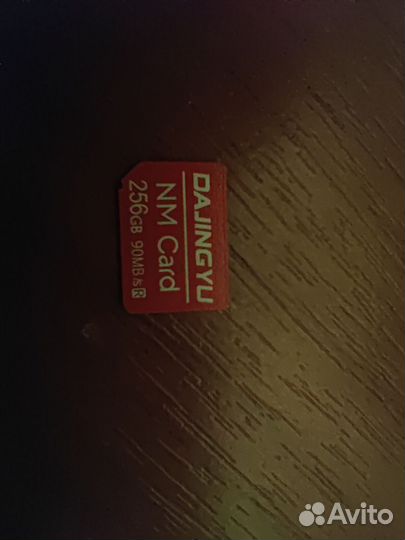 DAJINGYU
NM Card
256GB 90MB/s R
Avito